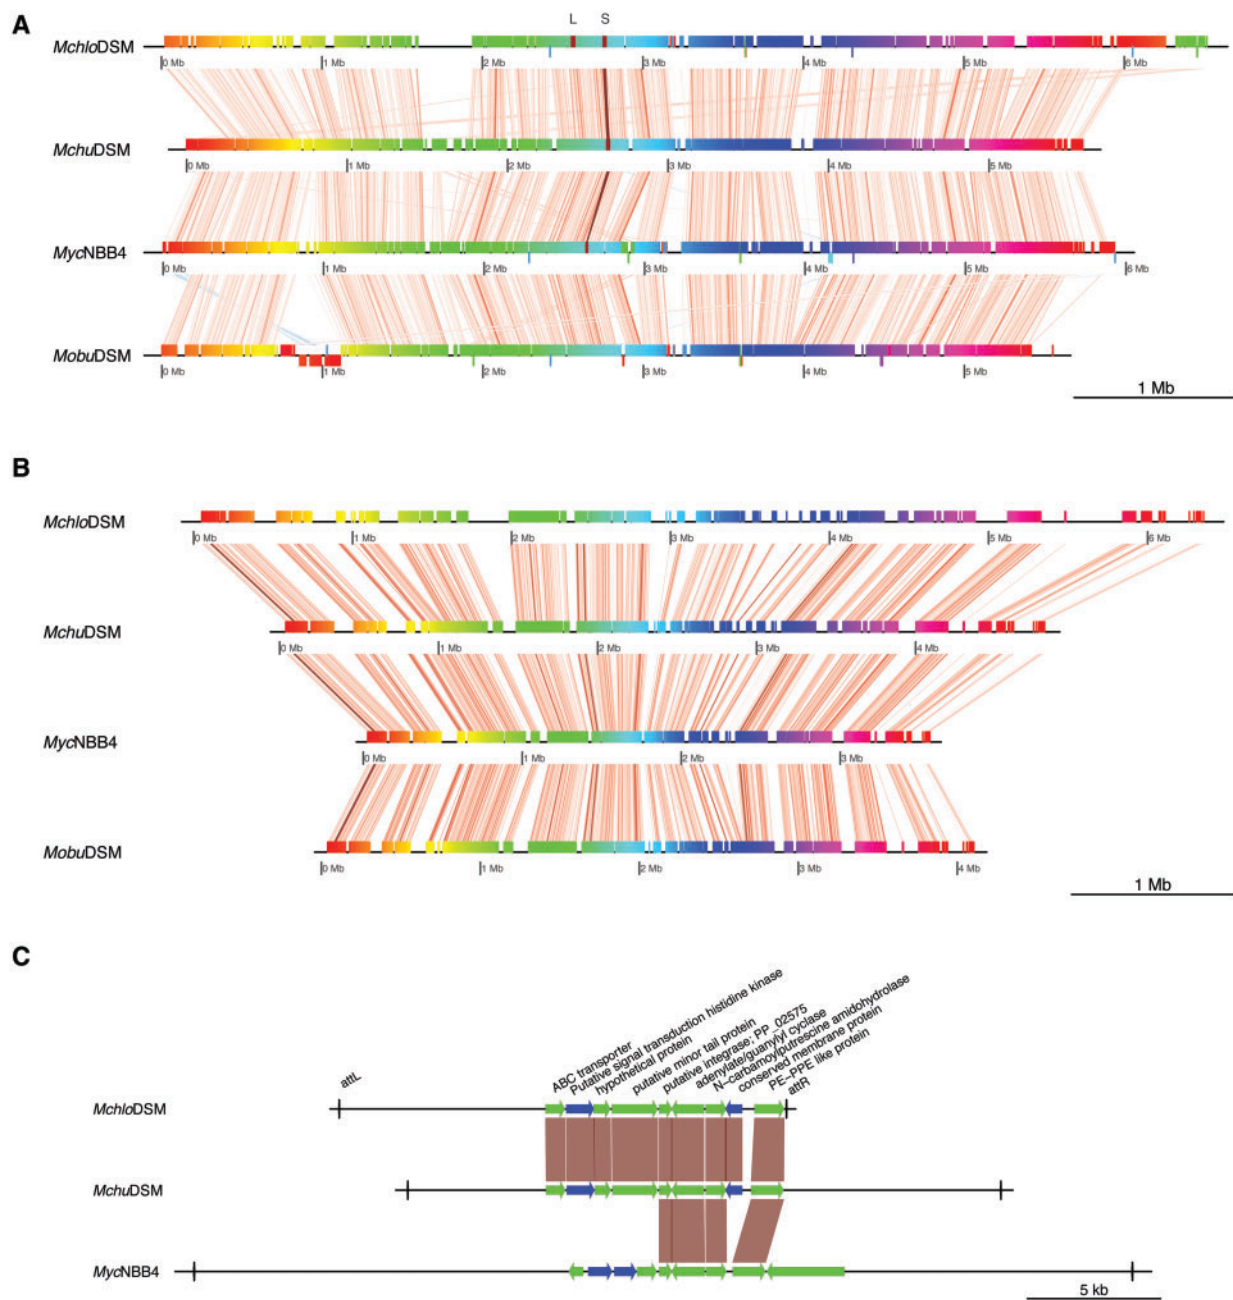 A
L S
MchloDSM
0 Mb 1 Mb 2 Mb 3 Mb 4 Mb 5 Mb 6 Mb
MchuDSM
0 Mb 1 Mb 2 Mb 3 Mb 4 Mb 5 Mb
MycNBB4
0 Mb 1 Mb 2 Mb 3 Mb 4 Mb 5 Mb 6 Mb
MobuDSM
0 Mb 1 Mb 2 Mb 3 Mb 4 Mb 5 Mb
1 Mb
B
MchloDSM
0 Mb 1 Mb 2 Mb 3 Mb 4 Mb 5 Mb 6 Mb
MchuDSM
0 Mb 1 Mb 2 Mb 3 Mb 4 Mb
MycNBB4
0 Mb 1 Mb 2 Mb 3 Mb
MobuDSM
0 Mb 1 Mb 2 Mb 3 Mb 4 Mb
1 Mb
C
attL
ABC transporter
Putative signal transduction histidine kinase
hypothetical protein
putative minor tail protein
putative integrase; PP_02575
adenylate/guanylyl cyclase
N-carbamoylputrescine amidohydrolase
conserved membrane protein
PE-PPE like protein
attR
MchloDSM
MchuDSM
MycNBB4
5 kb